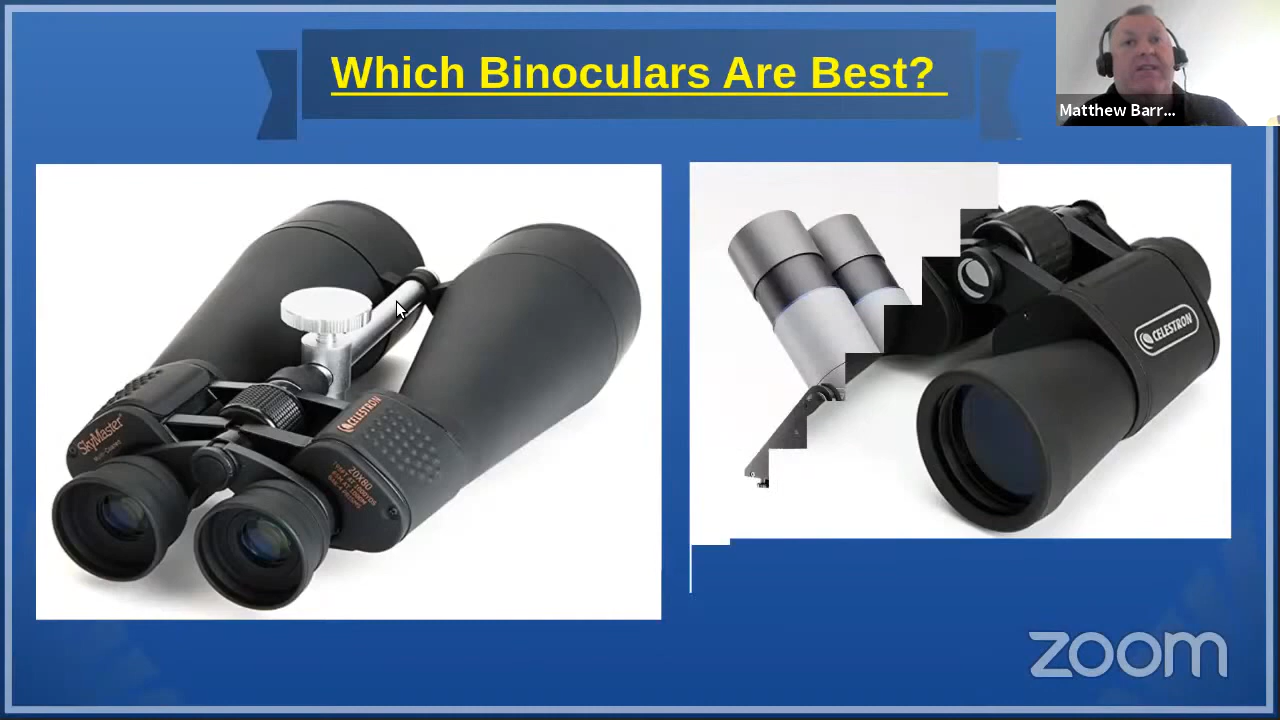 Which Binoculars Are Best?
Matthew Barr...
CELESTRON
SkyMaster
CELESTRON
20X80
zoom